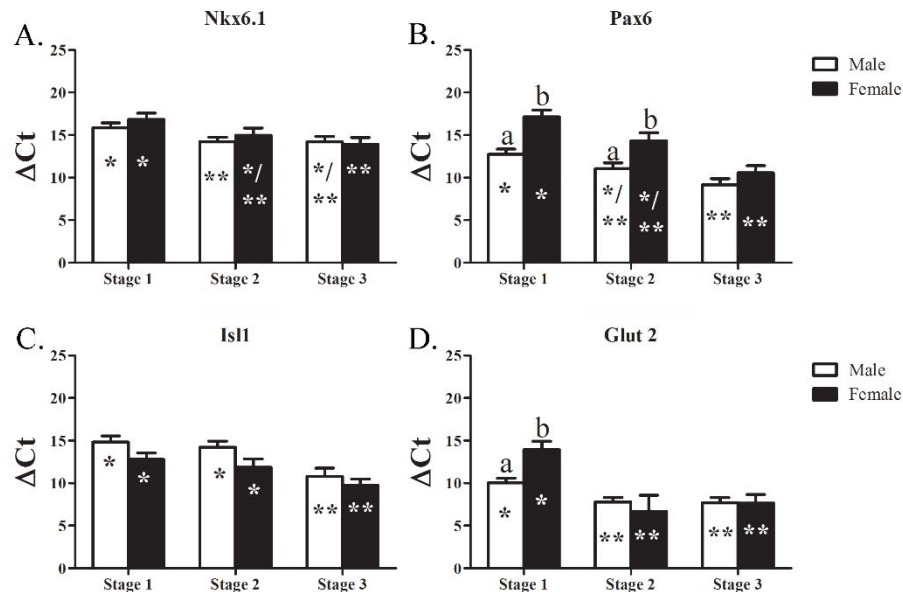 Nkx6.1
Pax6
A.
B.
25
20
15
10
5
0
ΔCt
*
*
**
*/
**
*/
**
**
Stage 1
Stage 2
Stage 3
25
20
15
10
5
0
ΔCt
a
b
a
b
*
*
*/
**
*/
**
**
**
Stage 1
Stage 2
Stage 3
Male
Female
Isl1
Glut 2
C.
D.
25
20
15
10
5
0
ΔCt
*
*
*
*
**
**
Stage 1
Stage 2
Stage 3
25
20
15
10
5
0
ΔCt
a
b
*
*
**
**
**
**
Stage 1
Stage 2
Stage 3
Male
Female